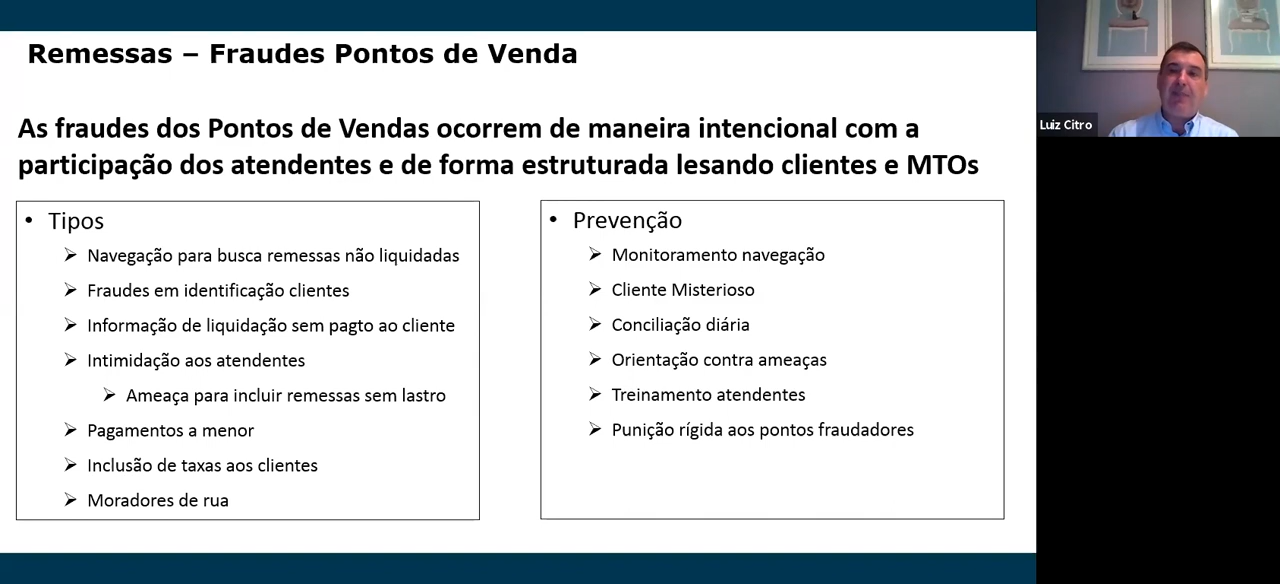 Remessas – Fraudes Pontos de Venda
As fraudes dos Pontos de Vendas ocorrem de maneira intencional com a
participação dos atendentes e de forma estruturada lesando clientes e MTOs
• Tipos
➢ Navegação para busca remessas não liquidadas
➢ Fraudes em identificação clientes
➢ Informação de liquidação sem pagto ao cliente
➢ Intimidação aos atendentes
➢ Ameaça para incluir remessas sem lastro
➢ Pagamentos a menor
➢ Inclusão de taxas aos clientes
➢ Moradores de rua
• Prevenção
➢ Monitoramento navegação
➢ Cliente Misterioso
➢ Conciliação diária
➢ Orientação contra ameaças
➢ Treinamento atendentes
➢ Punição rígida aos pontos fraudadores
Luiz Citro